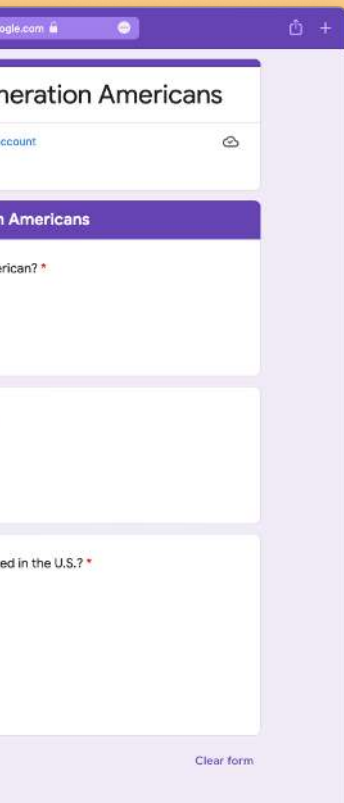 ogle.com
neration Americans
ccount
n Americans
erican? *
ed in the U.S.? *
Clear form